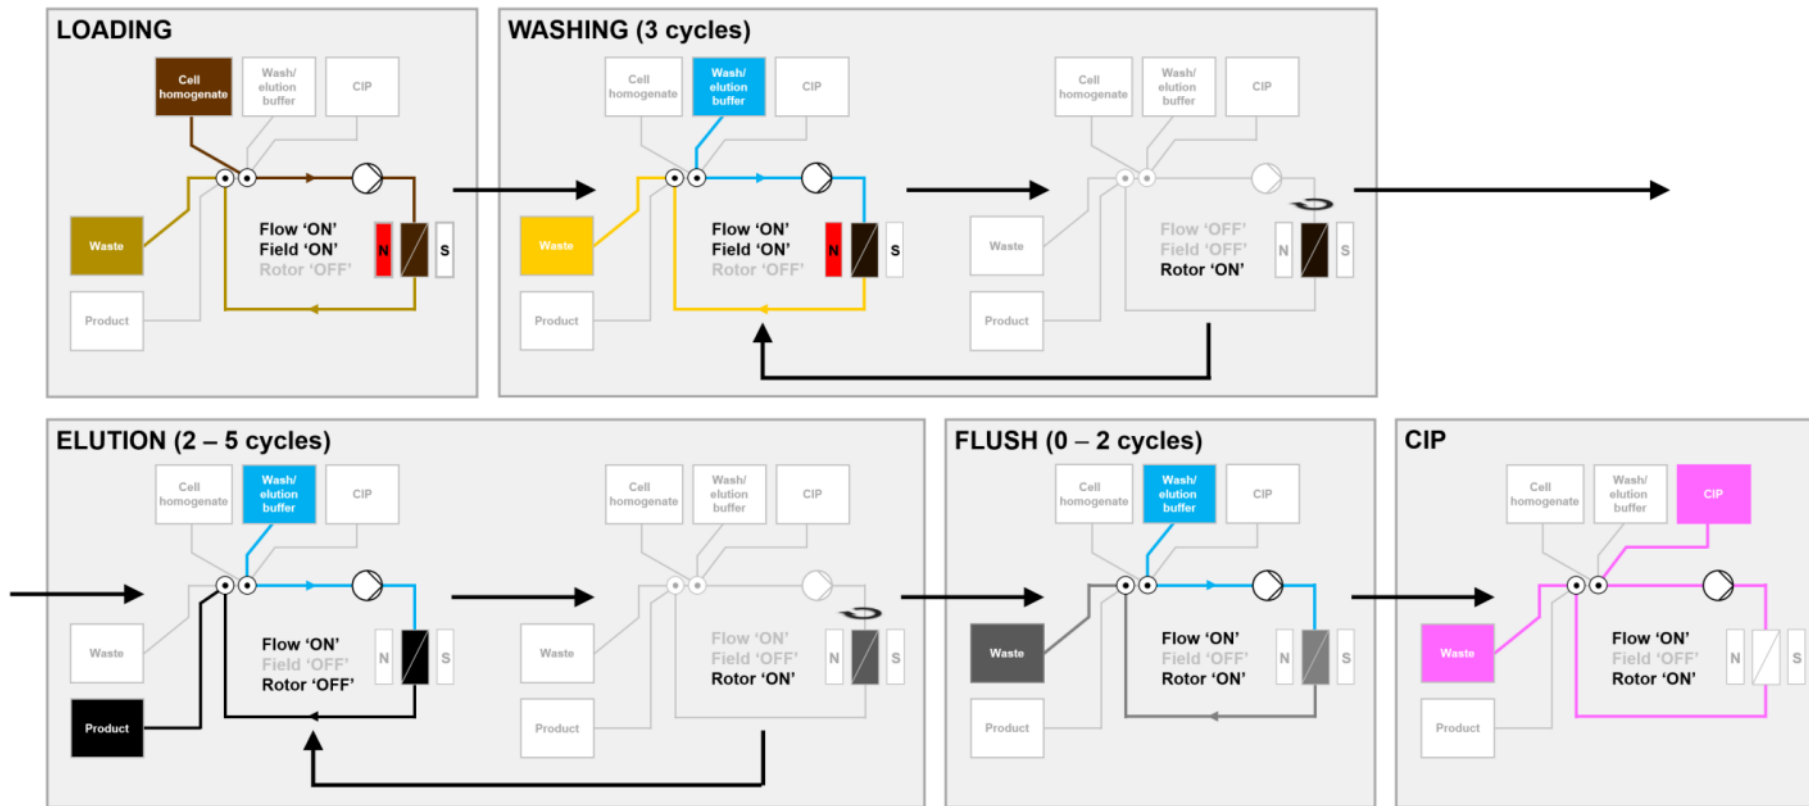 LOADING
Cell
homogenate
Wash/
elution
buffer
CIP
Waste
Product
Flow ‘ON’
Field ‘ON’
Rotor ‘OFF’
N
S
WASHING (3 cycles)
Cell
homogenate
Wash/
elution
buffer
CIP
Waste
Product
Flow ‘ON’
Field ‘ON’
Rotor ‘OFF’
N
S
Cell
homogenate
Wash/
elution
buffer
CIP
Waste
Product
Flow ‘OFF’
Field ‘OFF’
Rotor ‘ON’
N
S
ELUTION (2 – 5 cycles)
Cell
homogenate
Wash/
elution
buffer
CIP
Waste
Product
Flow ‘ON’
Field ‘OFF’
Rotor ‘OFF’
N
S
Cell
homogenate
Wash/
elution
buffer
CIP
Waste
Product
Flow ‘ON’
Field ‘OFF’
Rotor ‘ON’
N
S
FLUSH (0 – 2 cycles)
Cell
homogenate
Wash/
elution
buffer
CIP
Waste
Product
Flow ‘ON’
Field ‘OFF’
Rotor ‘ON’
N
S
CIP
Cell
homogenate
Wash/
elution
buffer
CIP
Waste
Product
Flow ‘ON’
Field ‘OFF’
Rotor ‘ON’
N
S